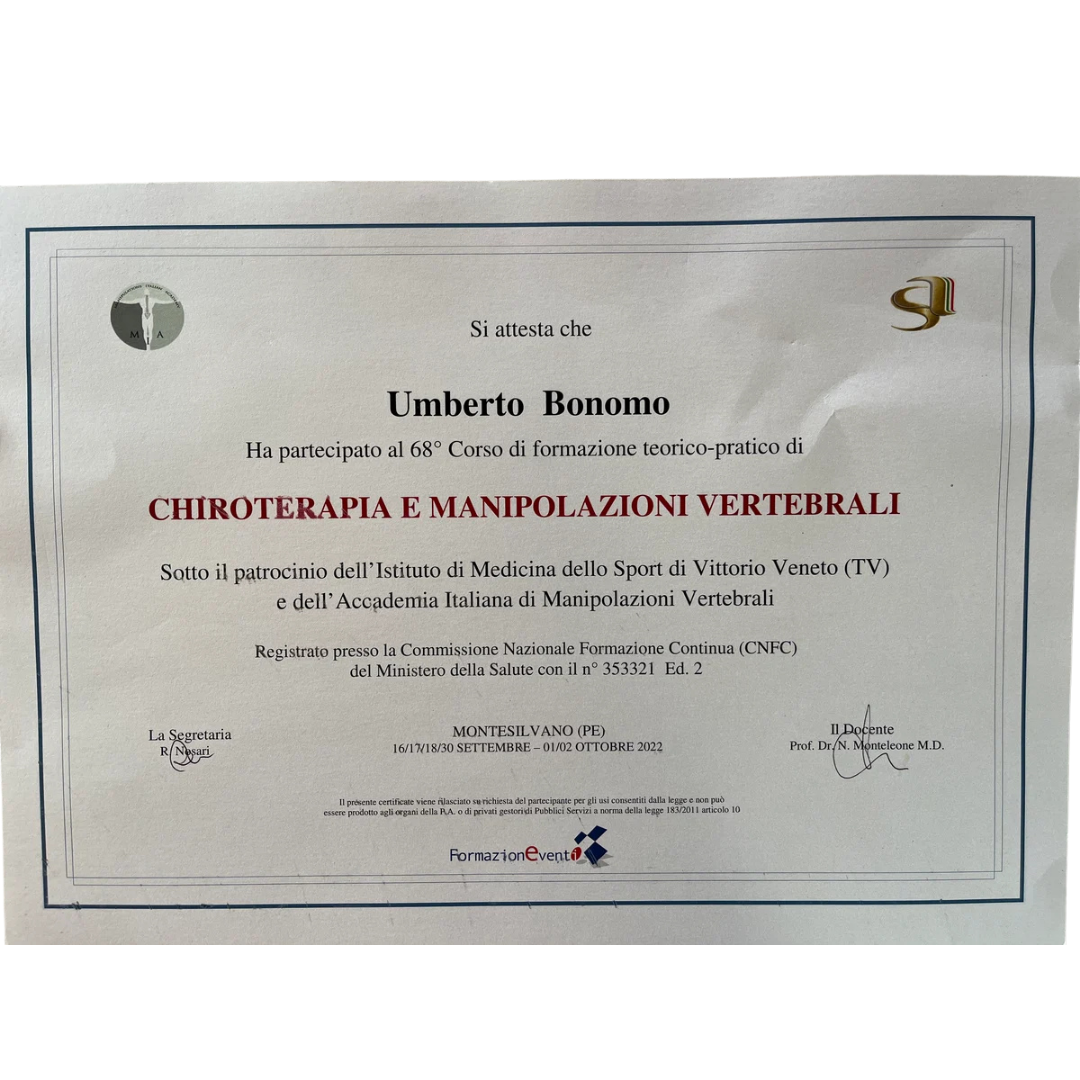 M A
Si attesta che
Umberto Bonomo
Ha partecipato al 68° Corso di formazione teorico-pratico di
CHIROTERAPIA E MANIPOLAZIONI VERTEBRALI
Sotto il patrocinio dell'Istituto di Medicina dello Sport di Vittorio Veneto (TV)
e dell'Accademia Italiana di Manipolazioni Vertebrali
Registrato presso la Commissione Nazionale Formazione Continua (CNFC)
del Ministero della Salute con il n° 353321 Ed. 2
La Segretaria
R. Nosari
MONTESILVANO (PE)
16/17/18/30 SETTEMBRE – 01/02 OTTOBRE 2022
Il Docente
Prof. Dr. N. Monteleone M.D.
Il presente certificate viene rilasciato su richiesta del partecipante per gli usi consentiti dalla legge e non può
essere prodotto agli organi della P.A. o di privati gestori di Pubblici Servizi a norma della legge 183/2011 articolo 10
FormazionEventi